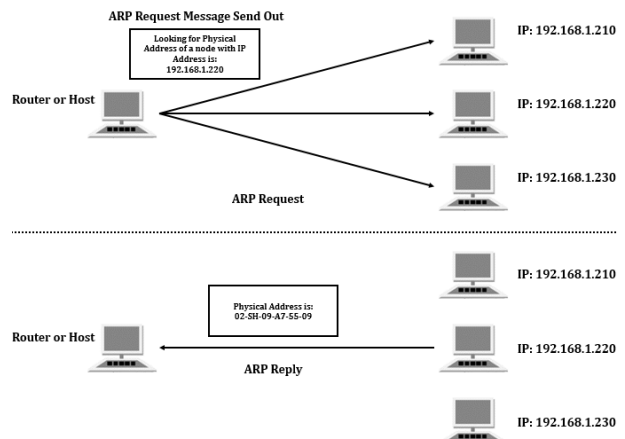 ARP Request Message Send Out
Looking for Physical
Address of a node with IP
Address is:
192.168.1.220
Router or Host
IP: 192.168.1.210
IP: 192.168.1.220
IP: 192.168.1.230
ARP Request
IP: 192.168.1.210
Physical Address is:
02-SH-09-A7-55-09
Router or Host
IP: 192.168.1.220
ARP Reply
IP: 192.168.1.230